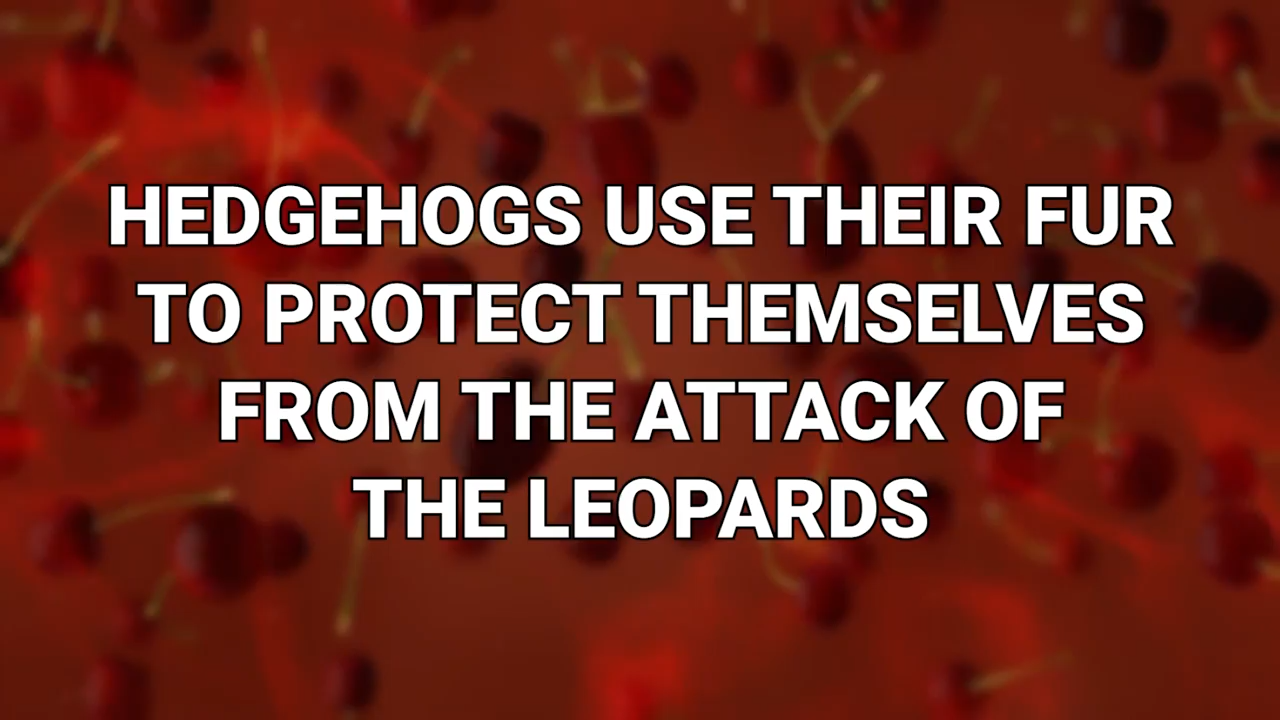 HEDGEHOGS USE THEIR FUR
TO PROTECT THEMSELVES
FROM THE ATTACK OF
THE LEOPARDS